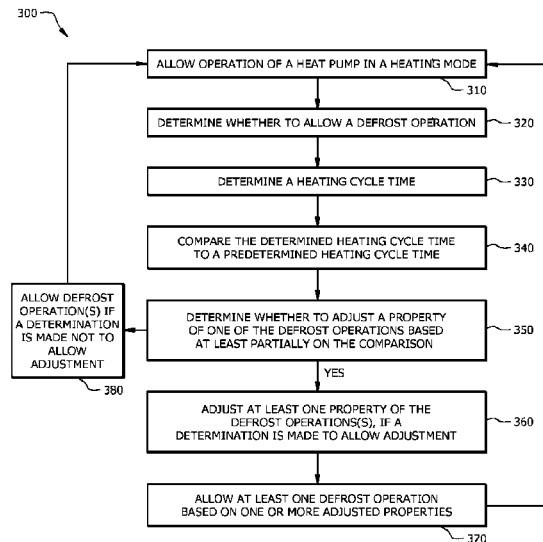 300
ALLOW OPERATION OF A HEAT PUMP IN A HEATING MODE
310
DETERMINE WHETHER TO ALLOW A DEFROST OPERATION
320
DETERMINE A HEATING CYCLE TIME
330
COMPARE THE DETERMINED HEATING CYCLE TIME
TO A PREDETERMINED HEATING CYCLE TIME
340
DETERMINE WHETHER TO ADJUST A PROPERTY
OF ONE OF THE DEFROST OPERATIONS BASED
AT LEAST PARTIALLY ON THE COMPARISON
350
ALLOW DEFROST
OPERATION(S) IF
A DETERMINATION
IS MADE NOT TO
ALLOW
ADJUSTMENT
380
YES
ADJUST AT LEAST ONE PROPERTY OF THE
DEFROST OPERATIONS(S), IF A
DETERMINATION IS MADE TO ALLOW ADJUSTMENT
360
ALLOW AT LEAST ONE DEFROST OPERATION
BASED ON ONE OR MORE ADJUSTED PROPERTIES
370